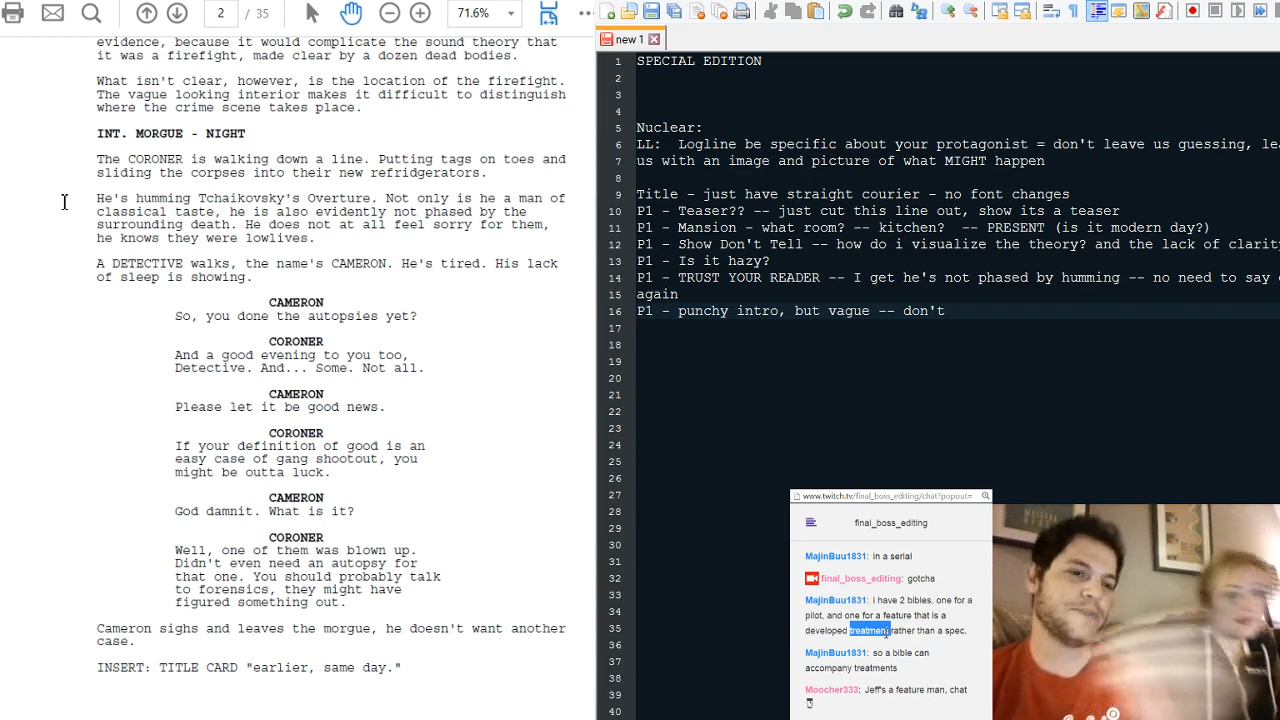 2 / 35
71.6%
evidence, because it would complicate the sound theory that
it was a firefight, made clear by a dozen dead bodies.
What isn't clear, however, is the location of the firefight.
The vague looking interior makes it difficult to distinguish
where the crime scene takes place.
INT. MORGUE - NIGHT
The CORONER is walking down a line. Putting tags on toes and
sliding the corpses into their new refridgerators.
He's humming Tchaikovsky's Overture. Not only is he a man of
classical taste, he is also evidently not phased by the
surrounding death. He does not at all feel sorry for them,
he knows they were lowlives.
A DETECTIVE walks, the name's CAMERON. He's tired. His lack
of sleep is showing.
CAMERON
So, you done the autopsies yet?
CORONER
And a good evening to you too,
Detective. And... Some. Not all.
CAMERON
Please let it be good news.
CORONER
If your definition of good is an
easy case of gang shootout, you
might be outta luck.
CAMERON
God damnit. What is it?
CORONER
Well, one of them was blown up.
Didn't even need an autopsy for
that one. You should probably talk
to forensics, they might have
figured something out.
Cameron sighs and leaves the morgue, he doesn't want another
case.
INSERT: TITLE CARD "earlier, same day."
new 1
1 SPECIAL EDITION
2
3
4
5 Nuclear:
6 LL: Logline be specific about your protagonist = don't leave us guessing, lea
7 us with an image and picture of what MIGHT happen
8
9 Title - just have straight courier - no font changes
10 P1 - Teaser?? -- just cut this line out, show its a teaser
11 P1 - Mansion - what room? -- kitchen? -- PRESENT (is it modern day?)
12 P1 - Show Don't Tell -- how do i visualize the theory? and the lack of clarit
13 P1 - Is it hazy?
14 P1 - TRUST YOUR READER -- I get he's not phased by humming -- no need to say
15 again
16 P1 - punchy intro, but vague -- don't
17
18
19
20
21
22
23
24
25
26
27
28
29
30
31
32
33
34
35
36
37
38
39
40
www.twitch.tv/final_boss_editing/chat?popout=
final_boss_editing
MajinBuu1831: in a serial
final_boss_editing: gotcha
MajinBuu1831: i have 2 bibles. one for a
pilot, and one for a feature that is a
developed treatment rather than a spec.
MajinBuu1831: so a bible can
accompany treatments
Moocher333: Jeff's a feature man, chat